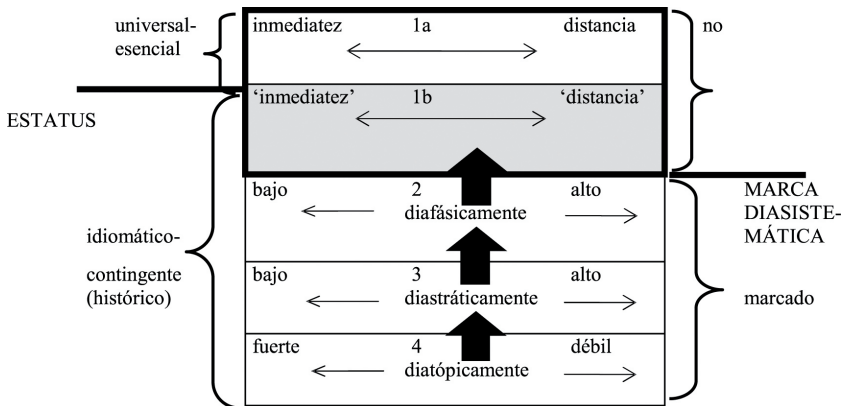 universal-
esencial
inmediatez 1a distancia
no
ESTATUS
‘inmediatez’ 1b ‘distancia’
bajo 2 alto
diafásicamente
MARCA
DIASISTE-
MÁTICA
idiomático-
contingente
(histórico)
bajo 3 alto
diastráticamente
marcado
fuerte 4 débil
diatópicamente